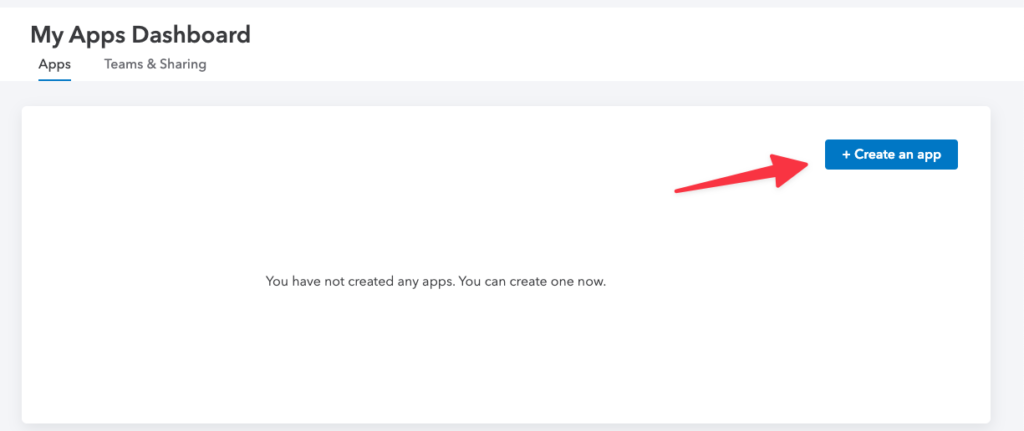 My Apps Dashboard
Apps Teams & Sharing
+ Create an app
You have not created any apps. You can create one now.